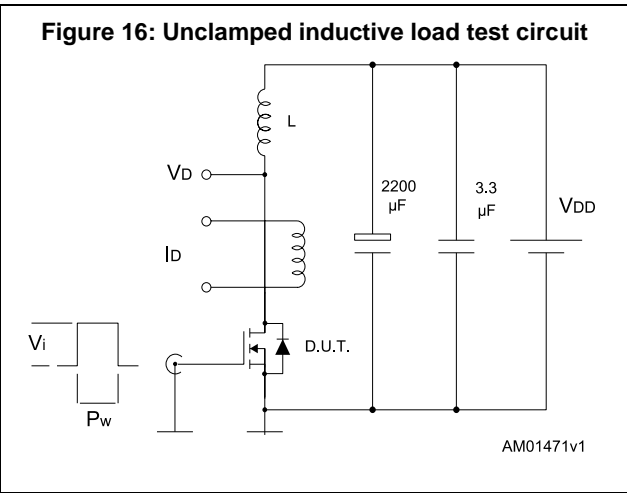 Figure 16: Unclamped inductive load test circuit
L
VD
2200
µF
3.3
µF
VDD
ID
Vi
D.U.T.
Pw
AM01471v1